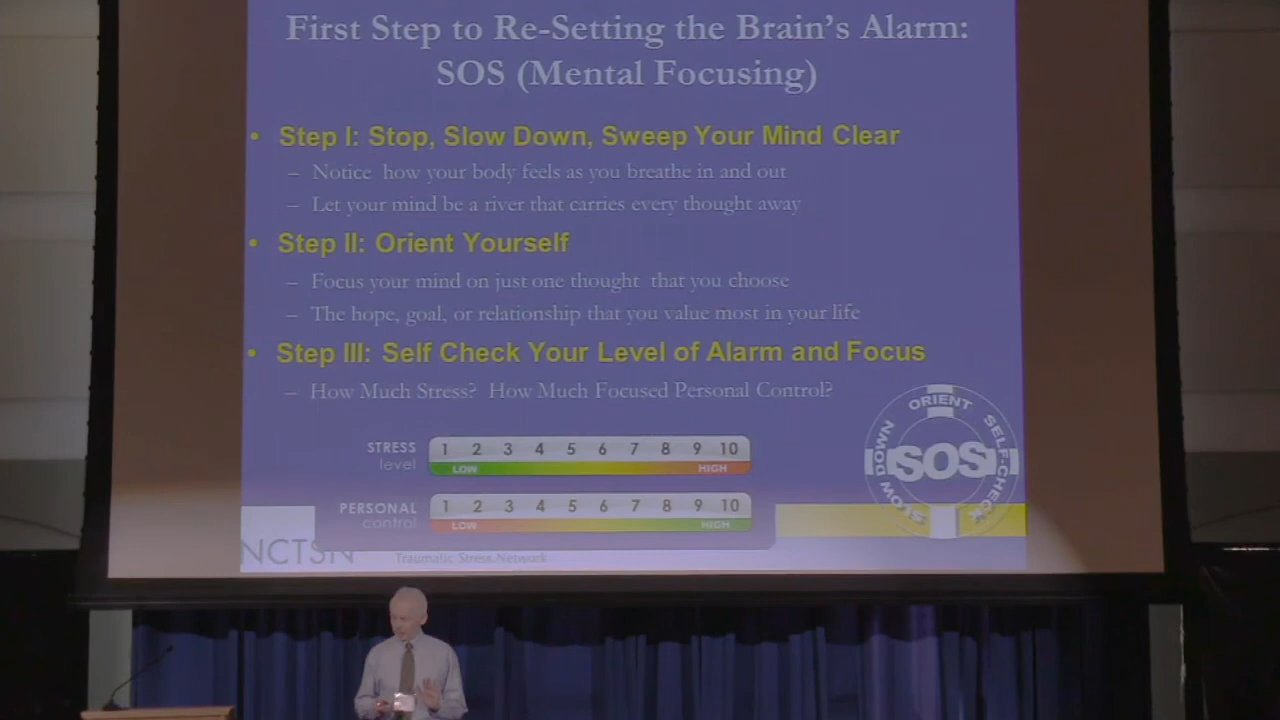 First Step to Re-Setting the Brain's Alarm:
SOS (Mental Focusing)
• Step I: Stop, Slow Down, Sweep Your Mind Clear
– Notice how your body feels as you breathe in and out
– Let your mind be a river that carries every thought away
• Step II: Orient Yourself
– Focus your mind on just one thought that you choose
– The hope, goal, or relationship that you value most in your life
• Step III: Self Check Your Level of Alarm and Focus
– How Much Stress? How Much Focused Personal Control?
STRESS
level
1 2 3 4 5 6 7 8 9 10
LOW HIGH
PERSONAL
control
1 2 3 4 5 6 7 8 9 10
LOW HIGH
SLOW DOWN
ORIENT
SELF-CHECK
SOS
NCTSN
Traumatic Stress Network